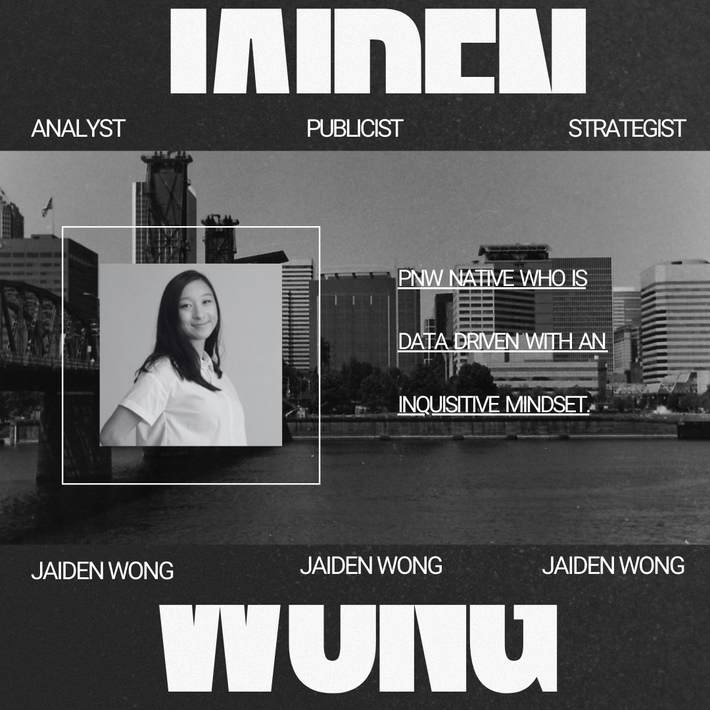 JAIDEN
ANALYST PUBLICIST STRATEGIST
PNW NATIVE WHO IS
DATA DRIVEN WITH AN
INQUISITIVE MINDSET.
JAIDEN WONG JAIDEN WONG JAIDEN WONG
WONG